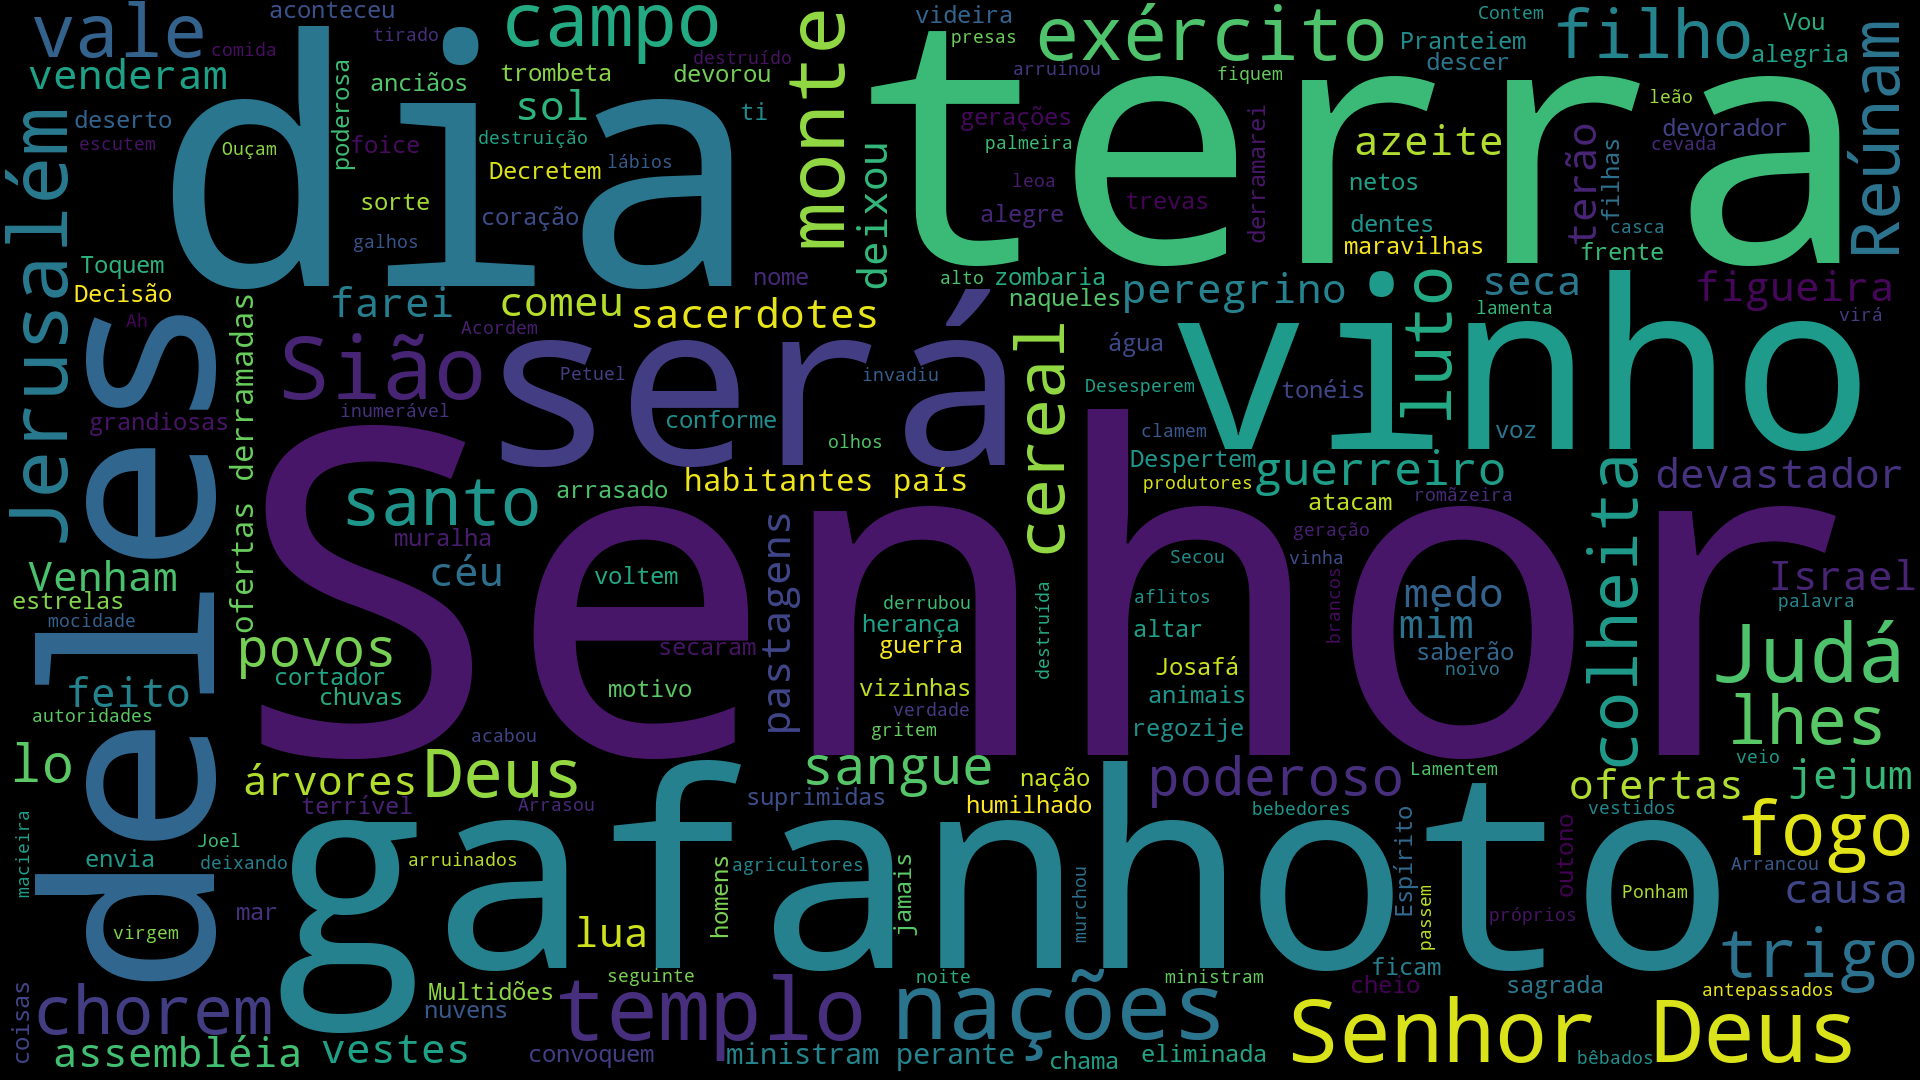 vale
aconteceu
tirado
comida
campo
destruído
videira
presas
exército
Contem
Pranteiem
descer
filho
Vou
alegria
Reúnam
venderam
anciãos
trombeta
devorou
monte
arruinou
fiquem
terra
leão
dia
deserto
escutem
Ouçam
poderosa
foice
sol
destruição
ti
gerações
palmeira
azeite
devorador
cevada
Jerusalém
sorte
Decretem
lábios
coração
galhos
deixou
leoa
alegre
trevas
derramarei
netos
dentes
maravilhas
terão
filhas
casca
frente
Toquem
Decisão
Ah
farei
Acordem
comeu
nome
sacerdotes
alto
zombaria
naqueles
peregrino
luto
seca
lamenta
figueira
virá
deles
grandiosas
ofertas derramadas
Sião
inumerável
será
Petuel
invadiu
conforme
olhos
cereal
água
Desesperem
tonéis
vinho
clamem
voz
santo
muralha
arrasado
habitantes país
Despertem
produtores
guerreiro
atacam
romãzeira
devastador
colheita
Venham
estrelas
mocidade
céu
voltem
Senhor
pastagens
derrubou
herança
guerra
destruída
Secou
geração
vinha
aflitos
altar
brancos
medo
mim
saberão
noivo
Israel
palavra
povos
cortador
chuvas
secaram
motivo
vizinhas
verdade
gritem
Josafá
animais
regozije
Judá
lhes
feito
autoridades
lo
árvores
Deus
acabou
sangue
nação
humilhado
poderoso
Lamentem
veio
ofertas
jejum
terrível
Arrasou
suprimidas
bebedores
vestidos
fogo
macieira
Joel
envia
deixando
arruinados
gafanhoto
homens
agricultores
jamais
murchou
Espírito
passem
outono
próprios
Ponham
Arrancou
causa
virgem
mar
lua
seguinte
noite
ministram
ficam
cheio
sagrada
trigo
antepassados
coisas
chorem
Multidões
nuvens
templo
nações
Senhor Deus
assembléia
vestes
convoquem
ministram perante
chama
eliminada
bêbados